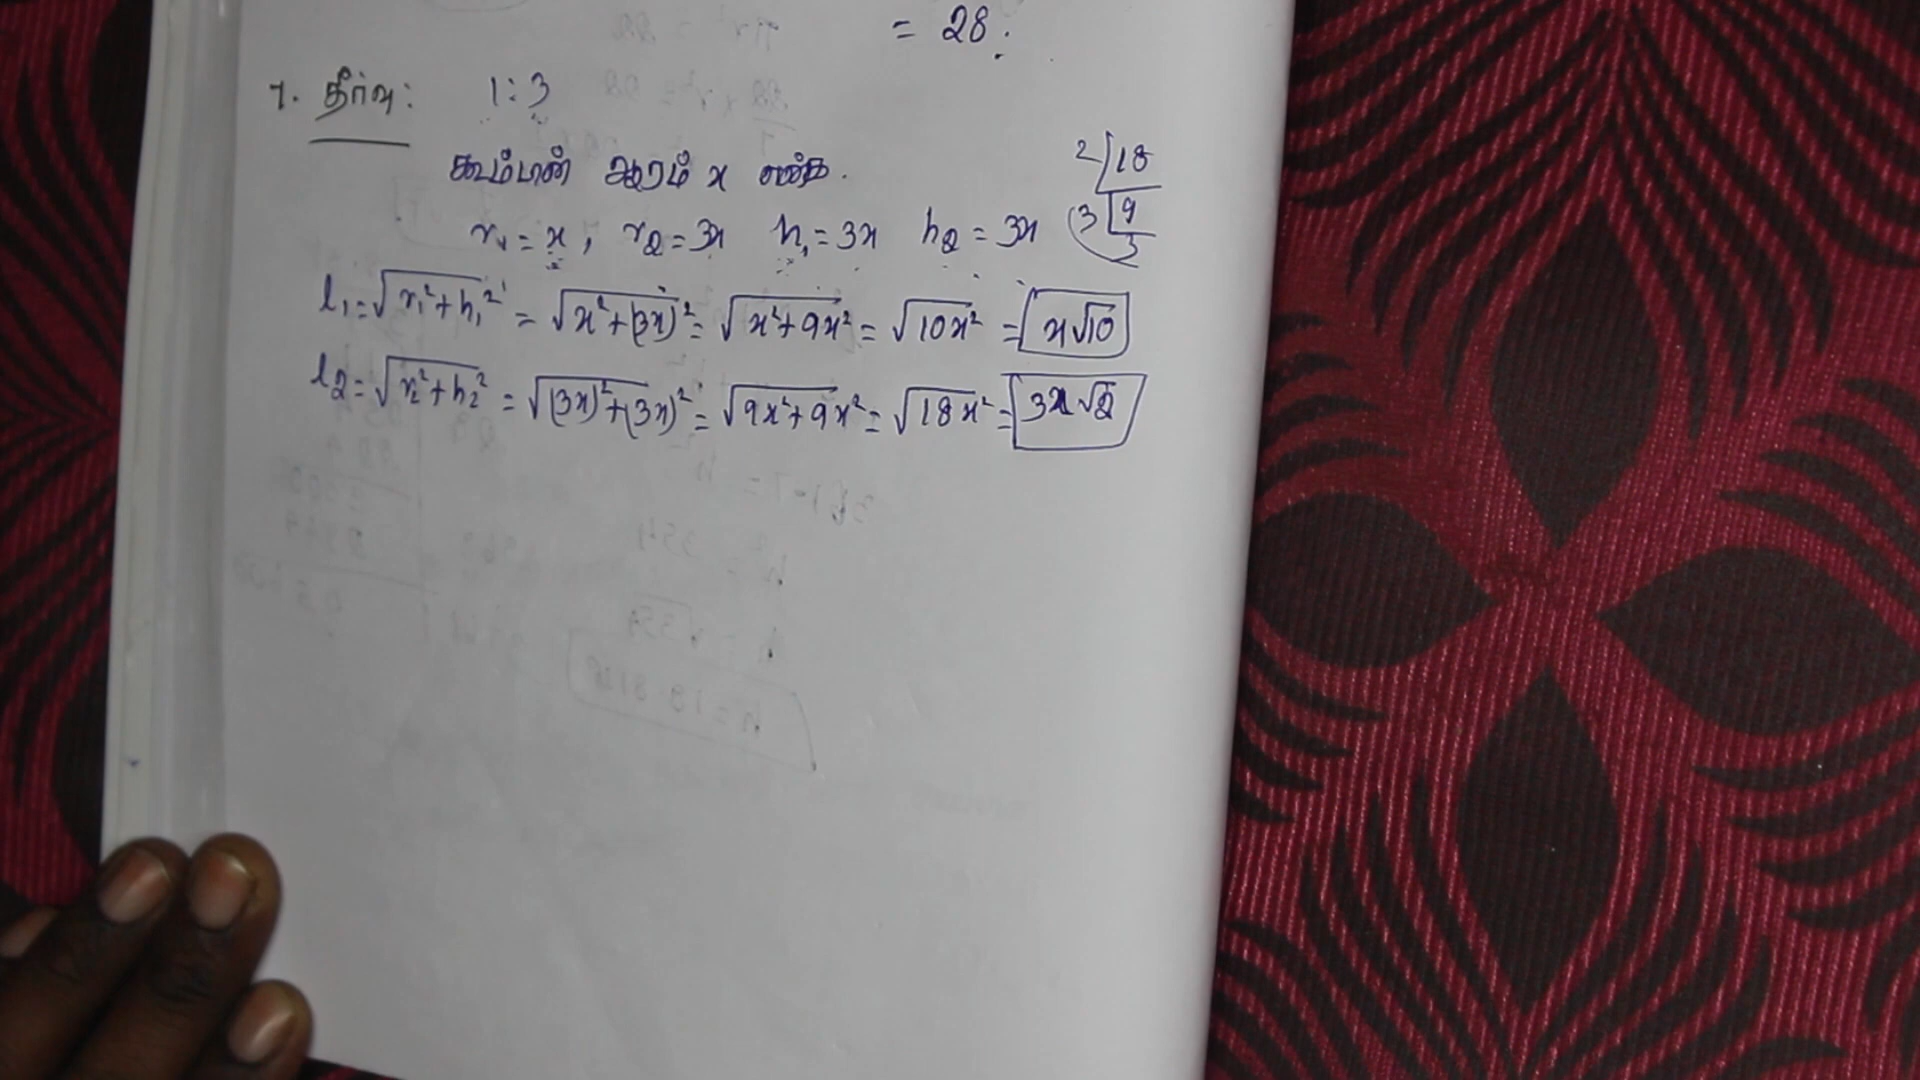 = 28.
7. தீர்வு: 1:3
கூம்பின் ஆரம் x என்க.
r₁ = x, r₂ = 3x h₁ = 3x h₂ = 3x
2 | 18
3 | 9
3
l₁ = √(r₁² + h₁²) = √(x² + (3x)²) = √(x² + 9x²) = √(10x²) = x√10
l₂ = √(r₂² + h₂²) = √((3x)² + (3x)²) = √(9x² + 9x²) = √(18x²) = 3x√2